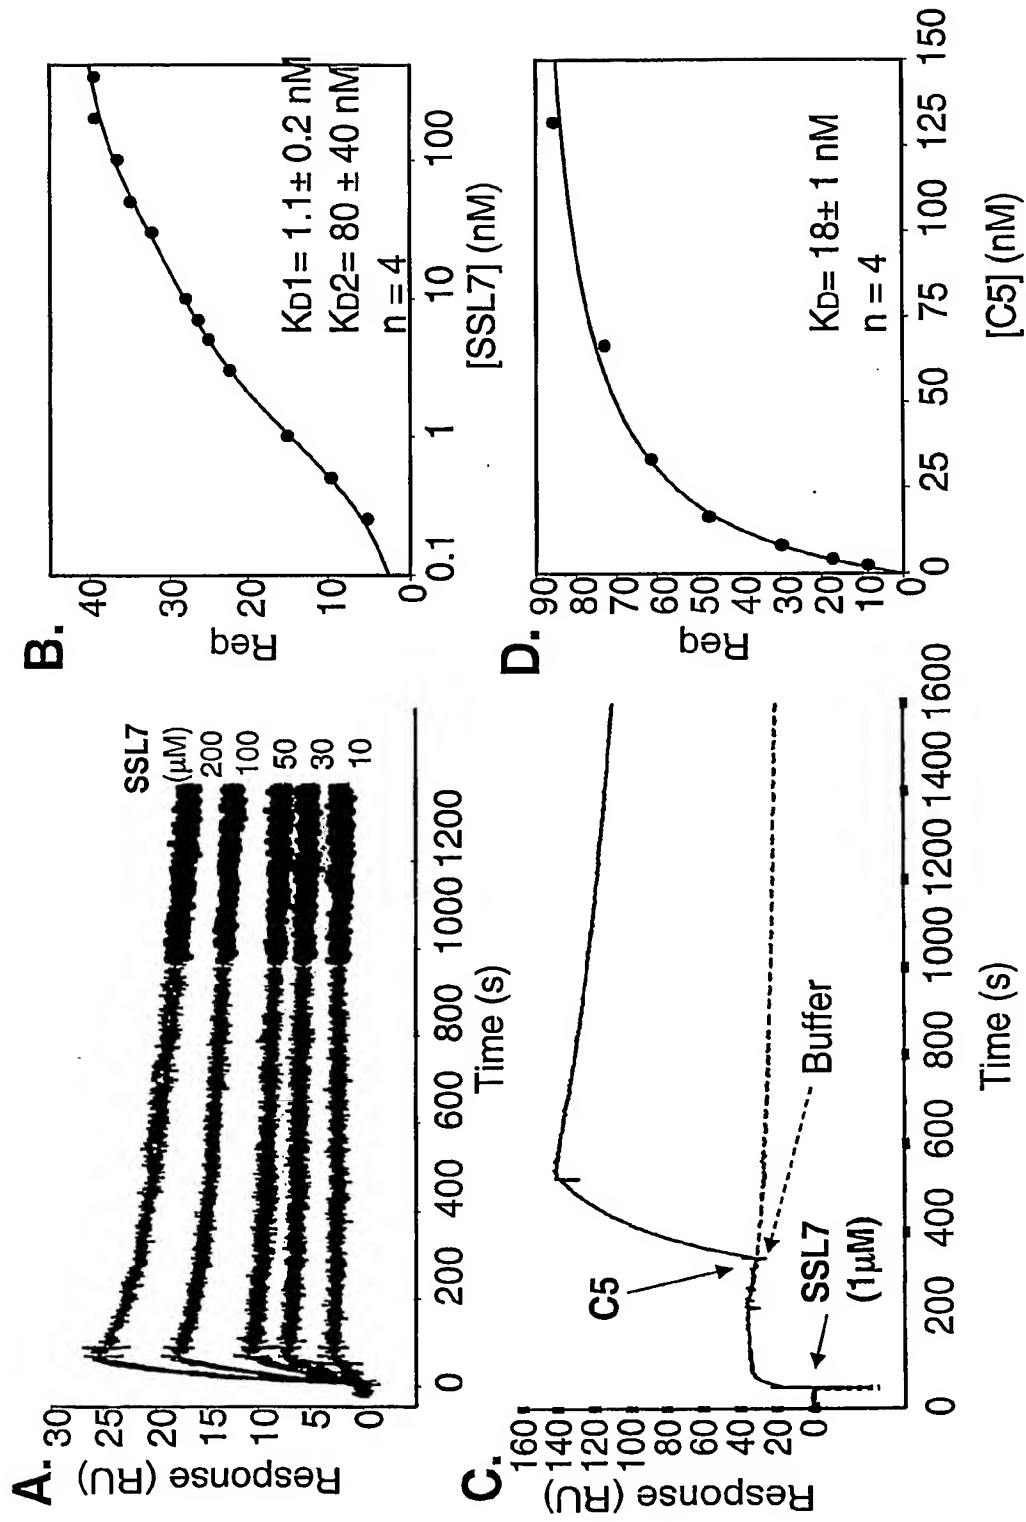 A.
Response (RU)
30
25
20
15
10
5
0
SSL7
(µM)
200
100
50
30
10
0
200
400
600
800
1000
1200
Time (s)
B.
Req
40
30
20
10
0
KD1= 1.1± 0.2 nM
KD2= 80 ± 40 nM
n = 4
0.1
1
10
100
[SSL7] (nM)
C.
Response (RU)
160
140
120
100
80
60
40
20
0
C5
SSL7
(1µM)
Buffer
0
200
400
600
800
1000
1200
1400
1600
Time (s)
D.
Req
90
80
70
60
50
40
30
20
10
0
KD= 18± 1 nM
n = 4
0
25
50
75
100
125
150
[C5] (nM)